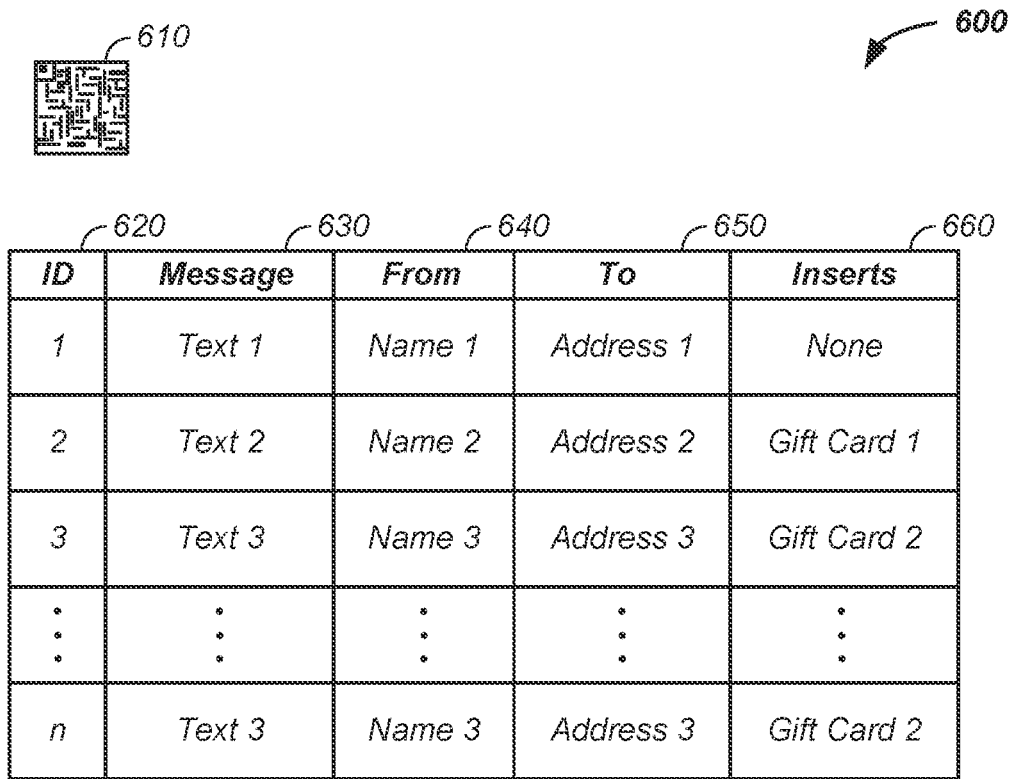 600
610
620 630 640 650 660
ID Message From To Inserts
1 Text 1 Name 1 Address 1 None
2 Text 2 Name 2 Address 2 Gift Card 1
3 Text 3 Name 3 Address 3 Gift Card 2
n Text 3 Name 3 Address 3 Gift Card 2